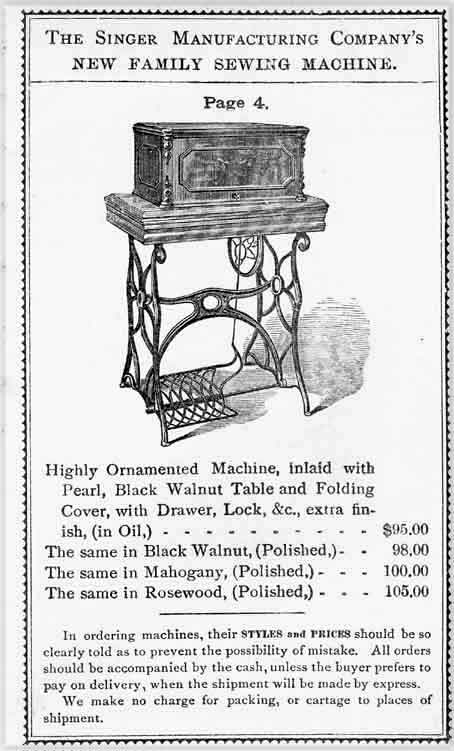 THE SINGER MANUFACTURING COMPANY'S
NEW FAMILY SEWING MACHINE.
Page 4.
Highly Ornamented Machine, inlaid with
Pearl, Black Walnut Table and Folding
Cover, with Drawer, Lock, &c., extra fin-
ish, (in Oil,) - - - - - - - - - - $95.00
The same in Black Walnut, (Polished,) - - 98.00
The same in Mahogany, (Polished,) - - - 100.00
The same in Rosewood, (Polished,) - - - 105.00
In ordering machines, their STYLES and PRICES should be so
clearly told as to prevent the possibility of mistake. All orders
should be accompanied by the cash, unless the buyer prefers to
pay on delivery, when the shipment will be made by express.
We make no charge for packing, or cartage to places of
shipment.